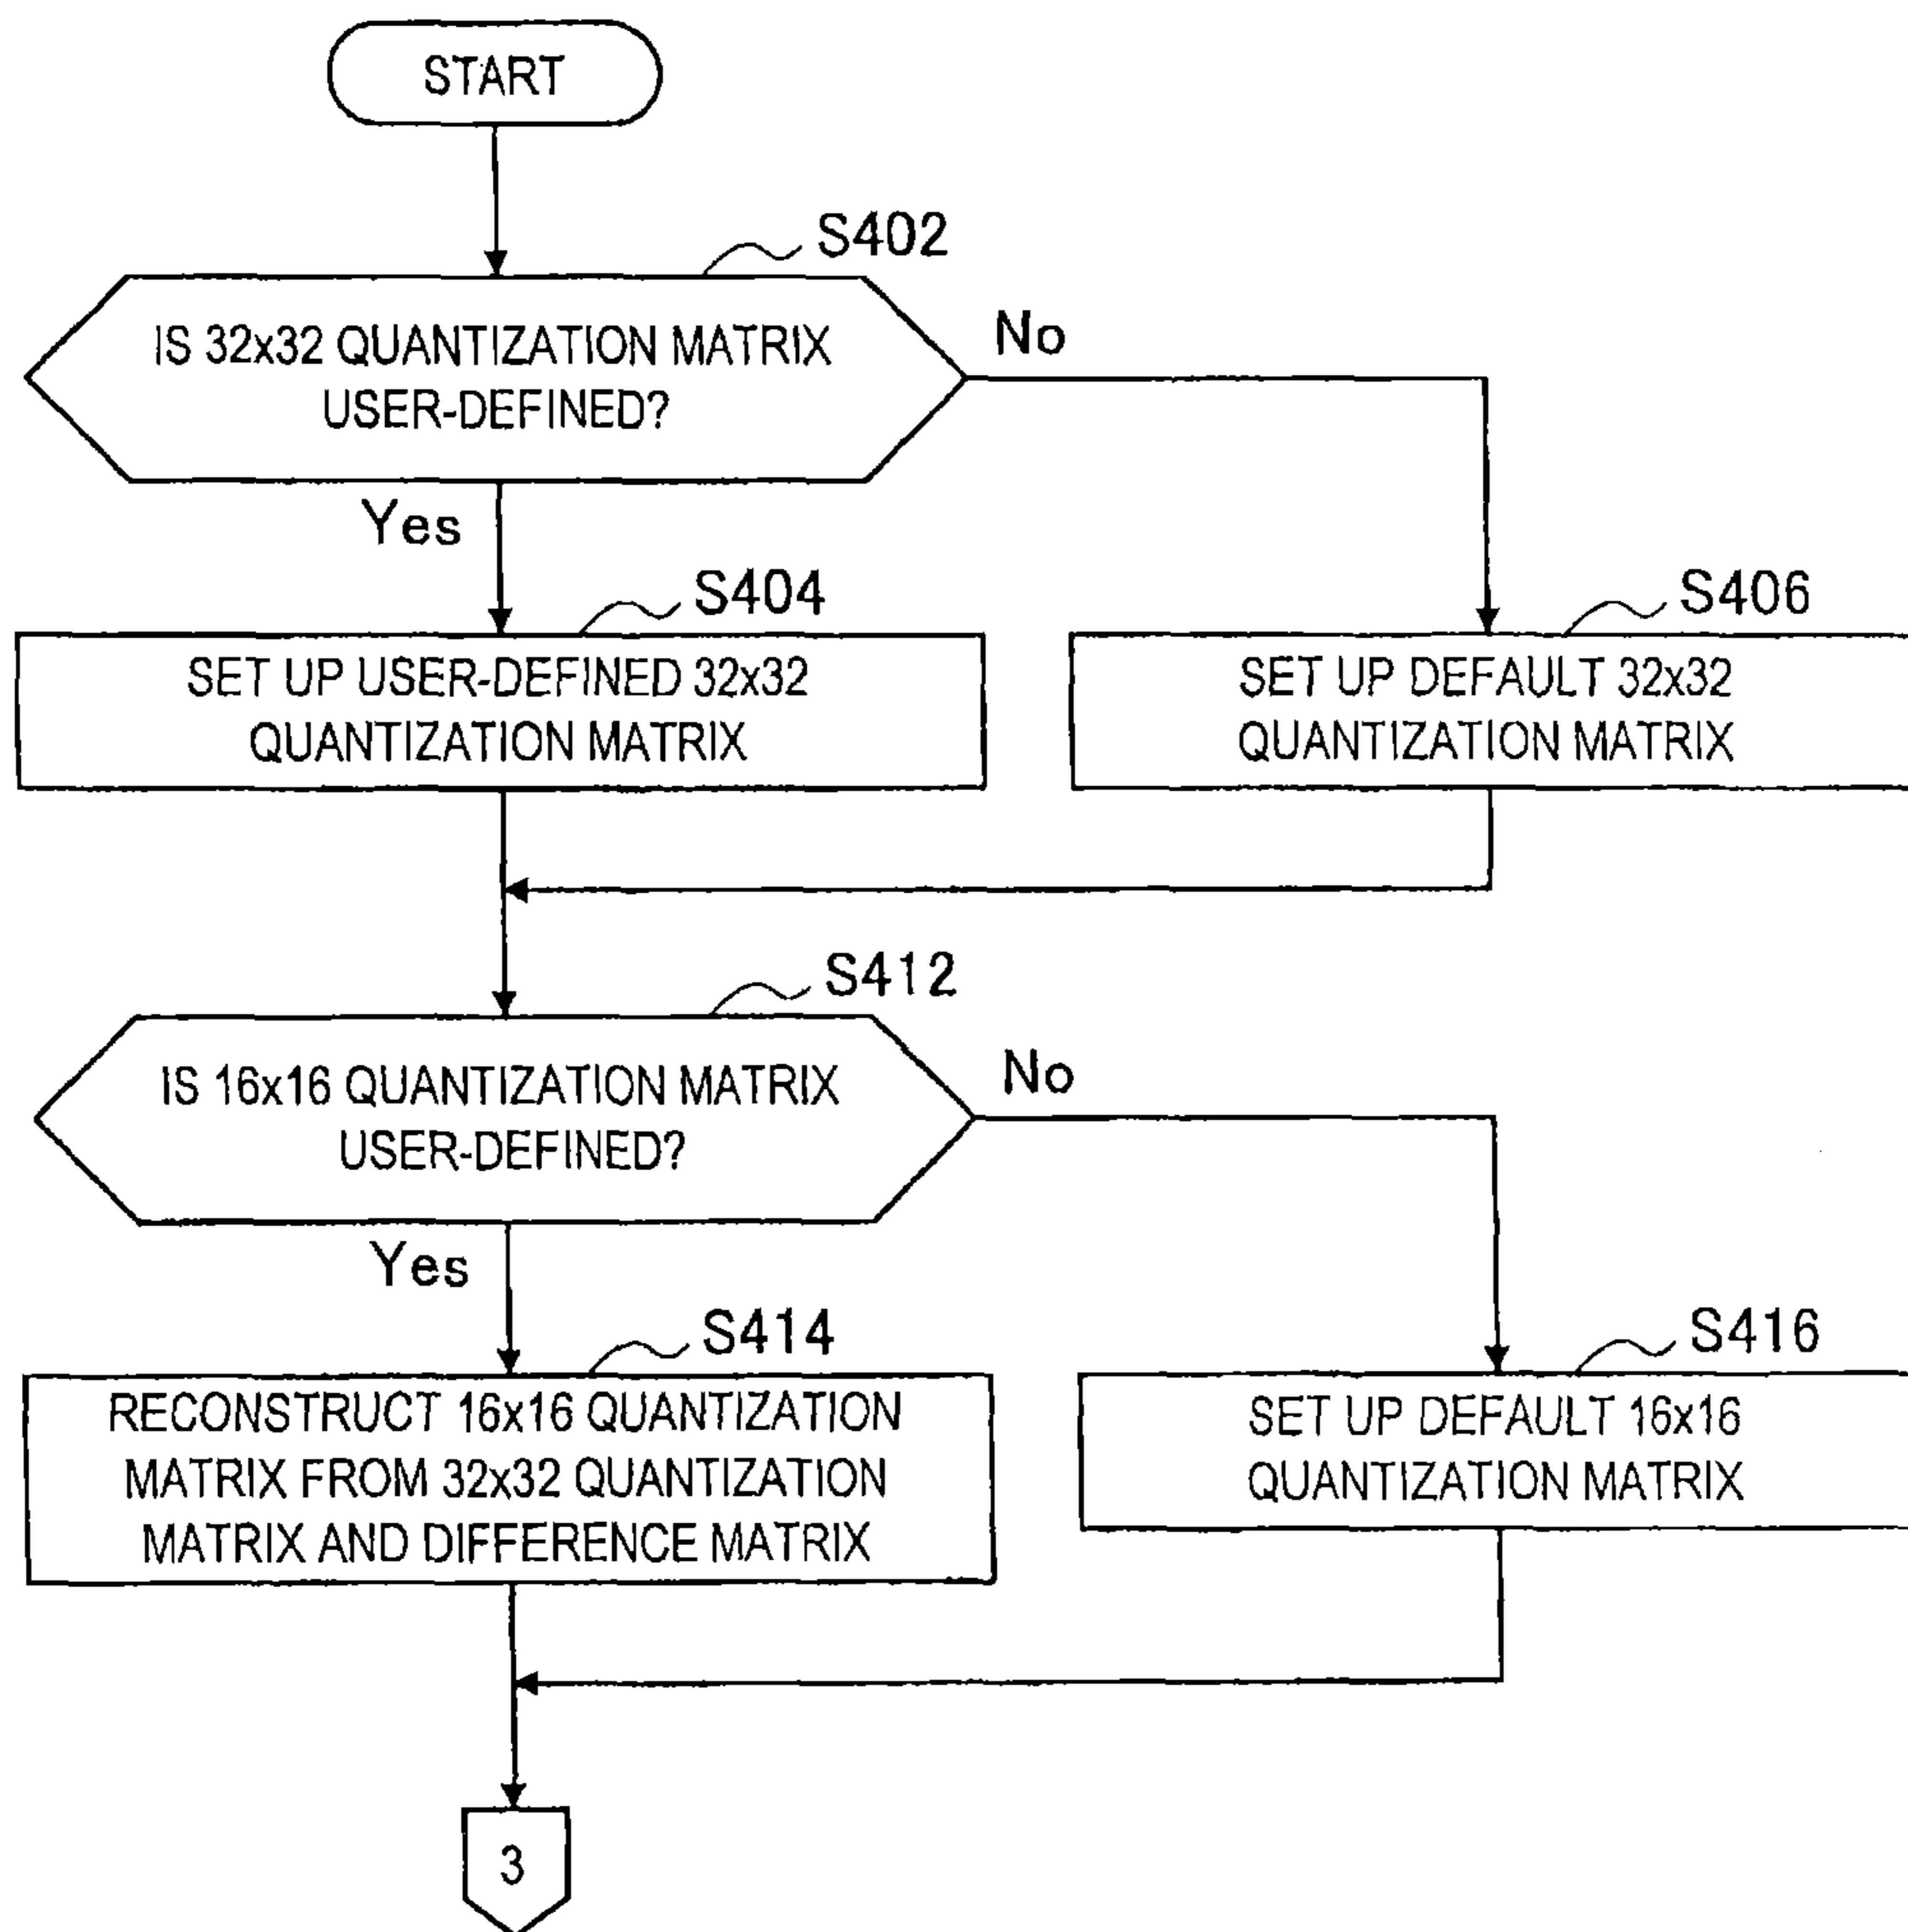 START
S402
IS 32x32 QUANTIZATION MATRIX
USER-DEFINED?
No
Yes
S404
SET UP USER-DEFINED 32x32
QUANTIZATION MATRIX
S406
SET UP DEFAULT 32x32
QUANTIZATION MATRIX
S412
IS 16x16 QUANTIZATION MATRIX
USER-DEFINED?
No
Yes
S414
RECONSTRUCT 16x16 QUANTIZATION
MATRIX FROM 32x32 QUANTIZATION
MATRIX AND DIFFERENCE MATRIX
S416
SET UP DEFAULT 16x16
QUANTIZATION MATRIX
3